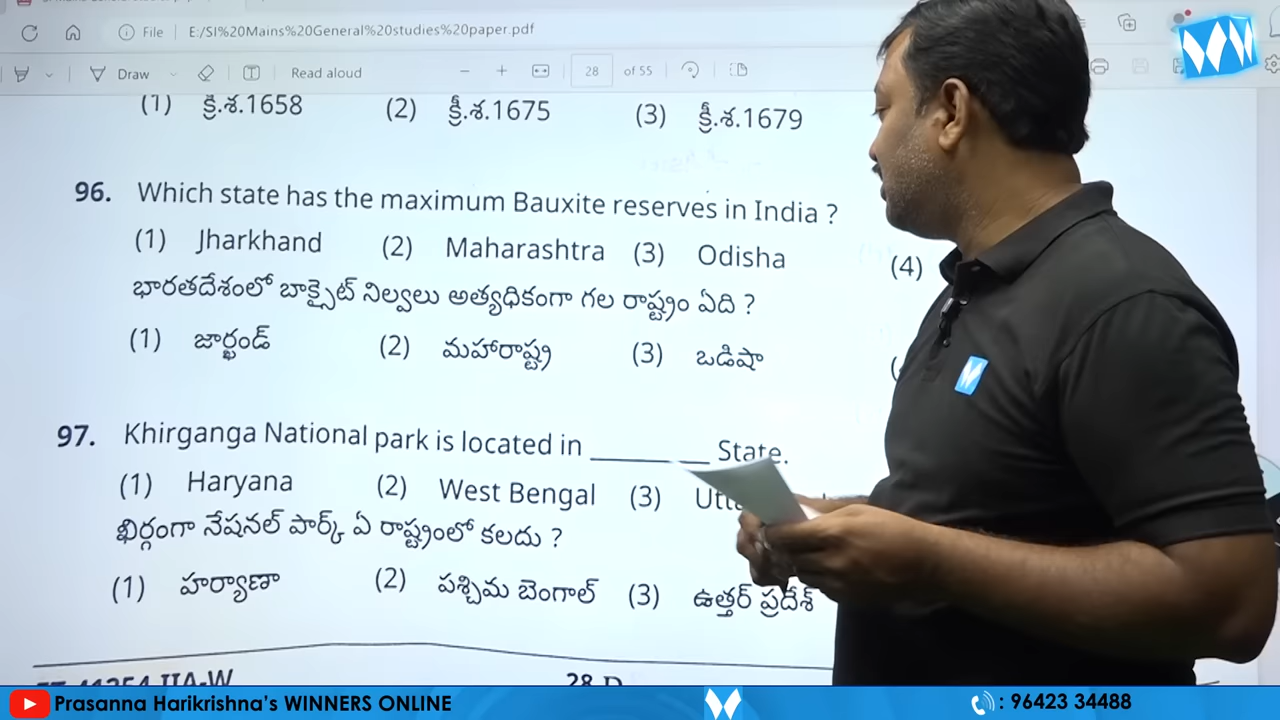 File E:/SI%20Mains%20General%20studies%20paper.pdf
Draw Read aloud 28 of 55
(1) క్రీ.శ.1658 (2) క్రీ.శ.1675 (3) క్రీ.శ.1679
96. Which state has the maximum Bauxite reserves in India ?
(1) Jharkhand (2) Maharashtra (3) Odisha (4)
భారతదేశంలో బాక్సైట్ నిల్వలు అత్యధికంగా గల రాష్ట్రం ఏది ?
(1) జార్ఖండ్ (2) మహారాష్ట్ర (3) ఒడిషా
97. Khirganga National park is located in ________ State.
(1) Haryana (2) West Bengal (3)
ఖీర్గంగా నేషనల్ పార్క్ ఏ రాష్ట్రంలో కలదు ?
(1) హర్యాణా (2) పశ్చిమ బెంగాల్ (3) ఉత్తర్ ప్రదేశ్
Prasanna Harikrishna's WINNERS ONLINE : 96423 34488